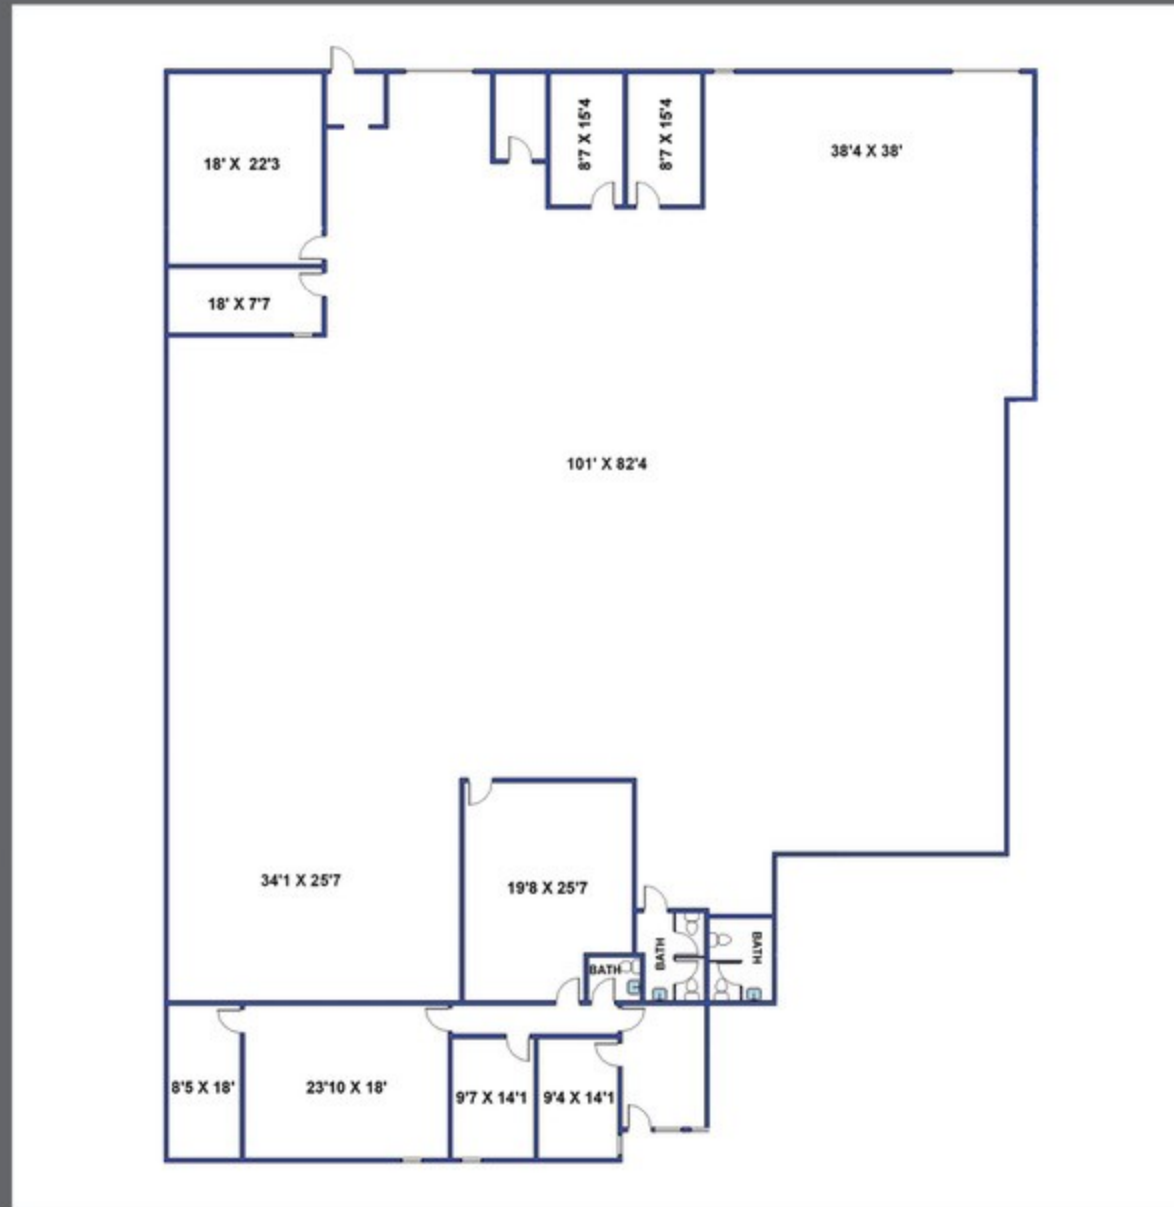 8'7 X 15'4
8'7 X 15'4
38'4 X 38'
18' X 22'3
18' X 7'7
101' X 82'4
34'1 X 25'7
19'8 X 25'7
BATH
BATH
BATH
8'5 X 18'
23'10 X 18'
9'7 X 14'1
9'4 X 14'1